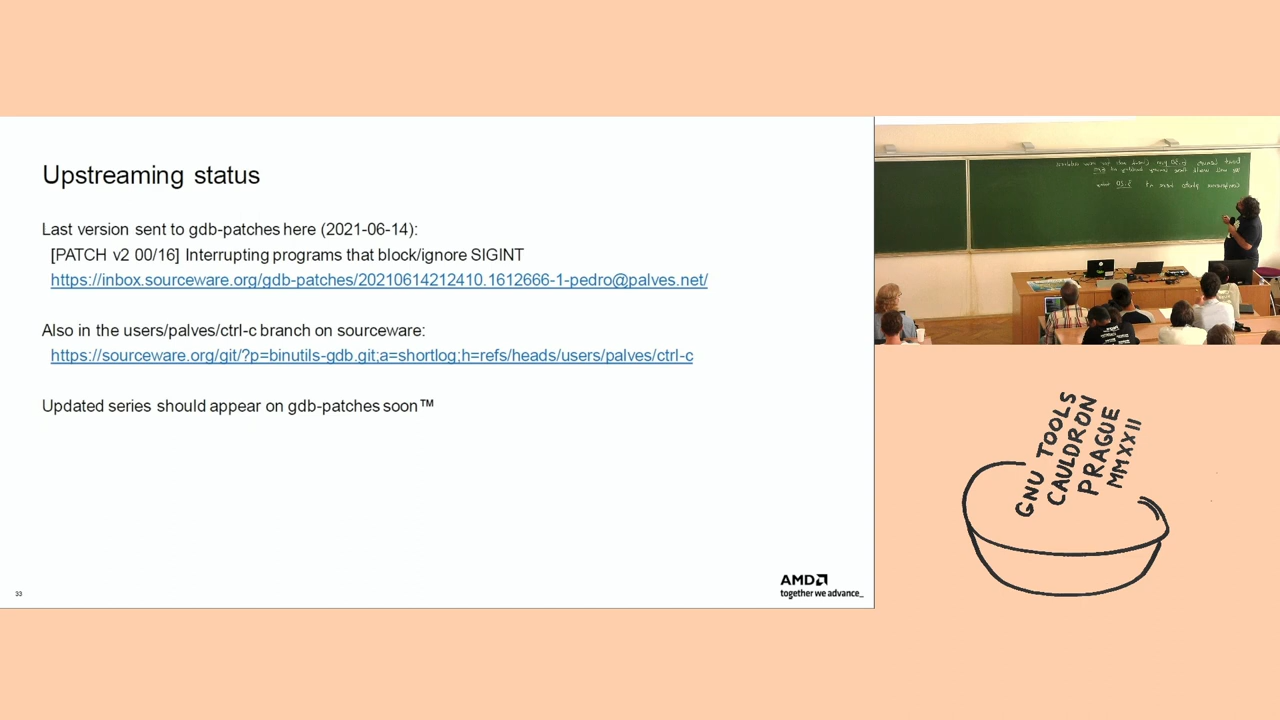 Upstreaming status
Last version sent to gdb-patches here (2021-06-14):
[PATCH v2 00/16] Interrupting programs that block/ignore SIGINT
https://inbox.sourceware.org/gdb-patches/20210614212410.1612666-1-pedro@palves.net/
Also in the users/palves/ctrl-c branch on sourceware:
https://sourceware.org/git/?p=binutils-gdb.git;a=shortlog;h=refs/heads/users/palves/ctrl-c
Updated series should appear on gdb-patches soon™
33
AMD
together we advance_
GNU TOOLS
CAULDRON
PRAGUE
MMXXII